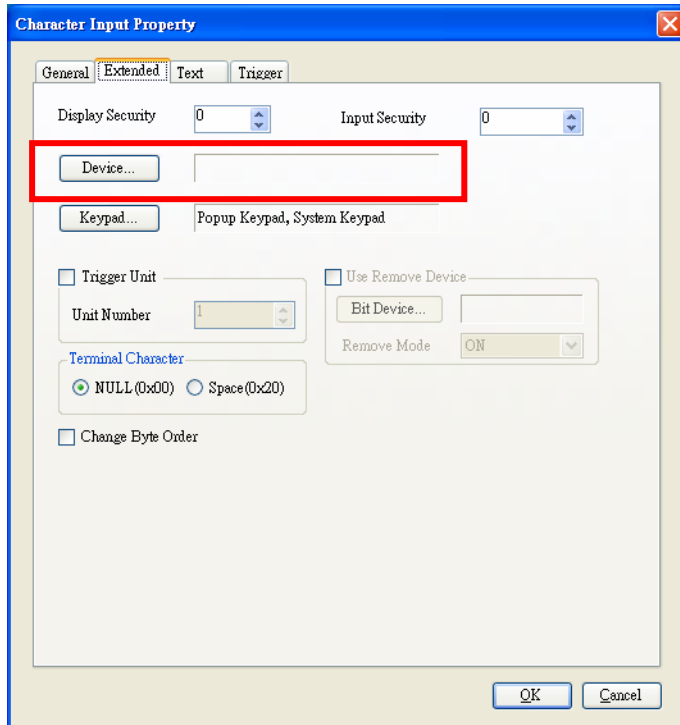 Character Input Property
General Extended Text Trigger
Display Security 0 Input Security 0
Device...
Keypad... Popup Keypad, System Keypad
Trigger Unit Use Remove Device
Unit Number 1 Bit Device...
Remove Mode ON
Terminal Character
NULL(0x00) Space(0x20)
Change Byte Order
OK Cancel